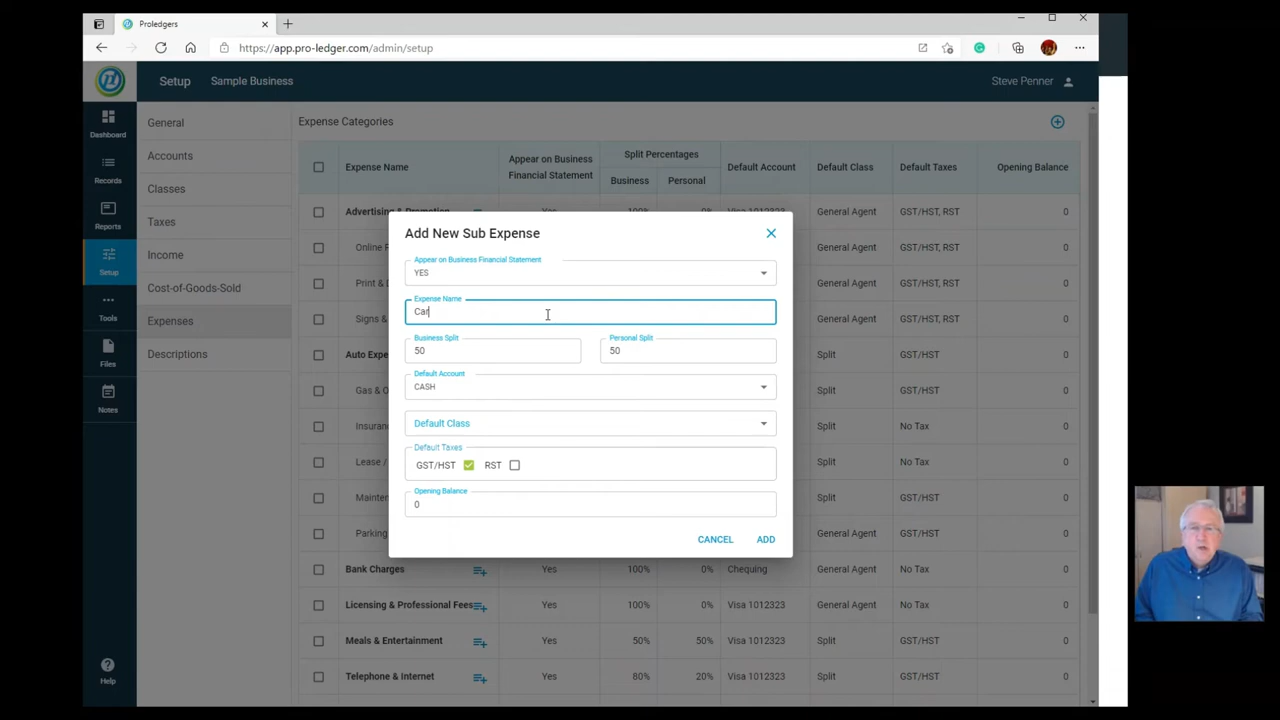 Proledgers
https://app.pro-ledger.com/admin/setup
Setup
Sample Business
Steve Penner
Dashboard
Records
Reports
Setup
Tools
Files
Notes
Help
General
Accounts
Classes
Taxes
Income
Cost-of-Goods-Sold
Expenses
Descriptions
Expense Categories
Expense Name
Appear on Business
Financial Statement
Split Percentages
Business
Personal
Default Account
Default Class
Default Taxes
Opening Balance
Advertising & Promotion Yes 100% 0% Visa 1012323 General Agent GST/HST, RST 0
Online General Agent GST/HST, RST 0
Print & General Agent GST/HST, RST 0
Signs & General Agent GST/HST, RST 0
Auto Expe Split GST/HST 0
Gas & O Split GST/HST 0
Insuran Split No Tax 0
Lease / Split No Tax 0
Mainten Split GST/HST 0
Parking General Agent GST/HST 0
Bank Charges Yes 100% 0% Chequing General Agent No Tax 0
Licensing & Professional Fees Yes 100% 0% Visa 1012323 General Agent No Tax 0
Meals & Entertainment Yes 50% 50% Visa 1012323 Split GST/HST 0
Telephone & Internet Yes 80% 20% Visa 1012323 Split GST/HST 0
Add New Sub Expense
Appear on Business Financial Statement
YES
Expense Name
Car
Business Split
50
Personal Split
50
Default Account
CASH
Default Class
Default Taxes
GST/HST RST
Opening Balance
0
CANCEL ADD